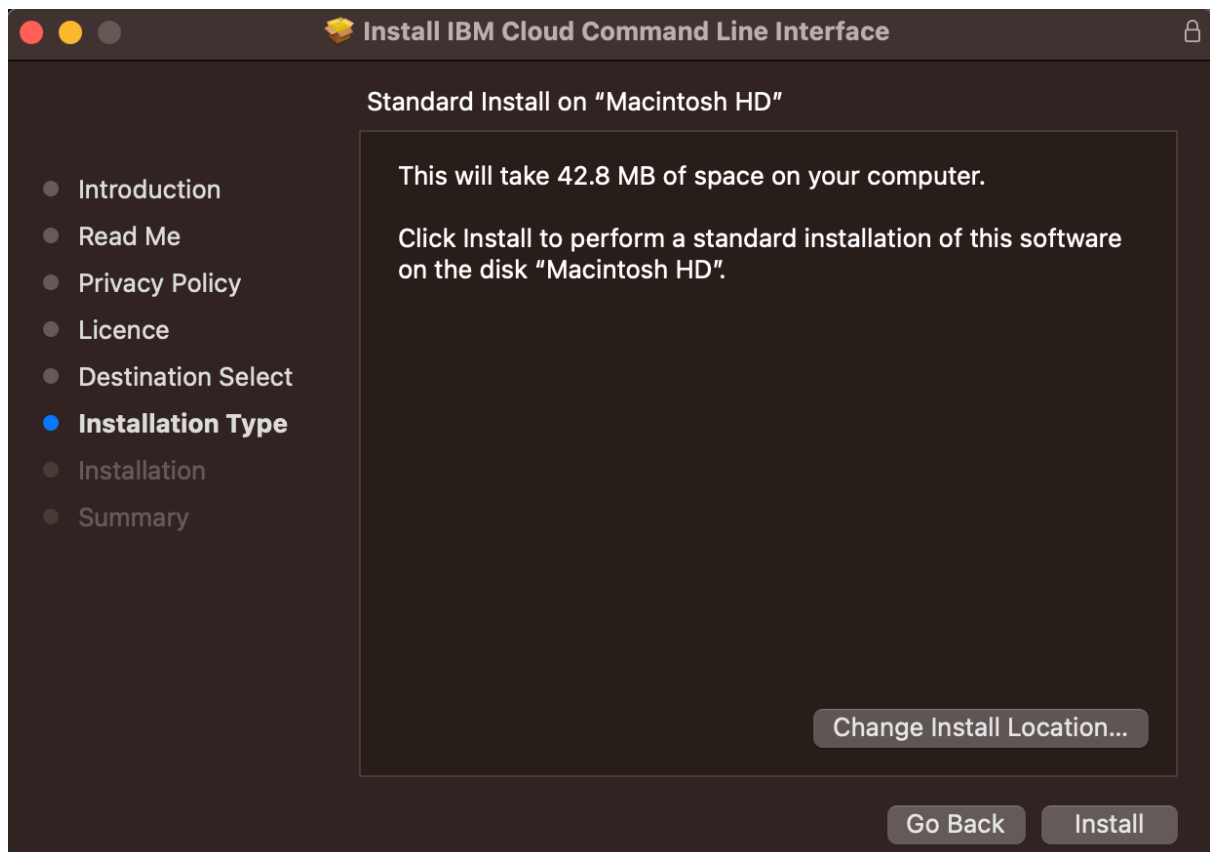 Install IBM Cloud Command Line Interface
Standard Install on “Macintosh HD”
Introduction
Read Me
Privacy Policy
Licence
Destination Select
Installation Type
Installation
Summary
This will take 42.8 MB of space on your computer.
Click Install to perform a standard installation of this software
on the disk “Macintosh HD”.
Change Install Location...
Go Back
Install